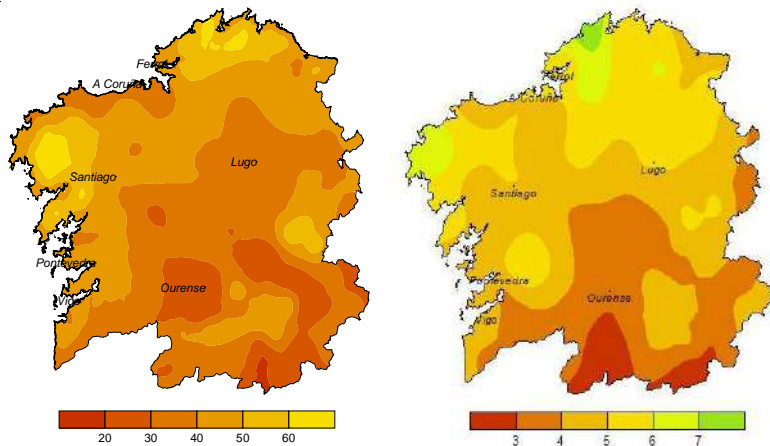 Ferrol
A Coruña
Lugo
Santiago
Pontevedra
Ourense
Vigo
20 30 40 50 60
Ferrol
A Coruña
Lugo
Santiago
Pontevedra
Ourense
Vigo
3 4 5 6 7